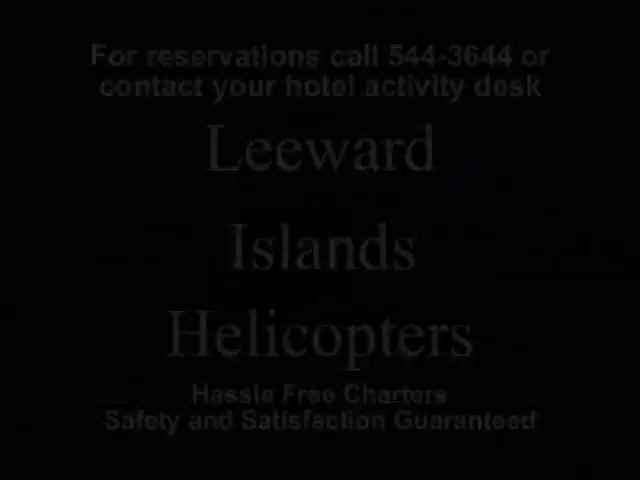 For reservations call 544-3644 or
contact your hotel activity desk
Leeward
Islands
Helicopters
Hassle Free Charters
Safety and Satisfaction Guaranteed